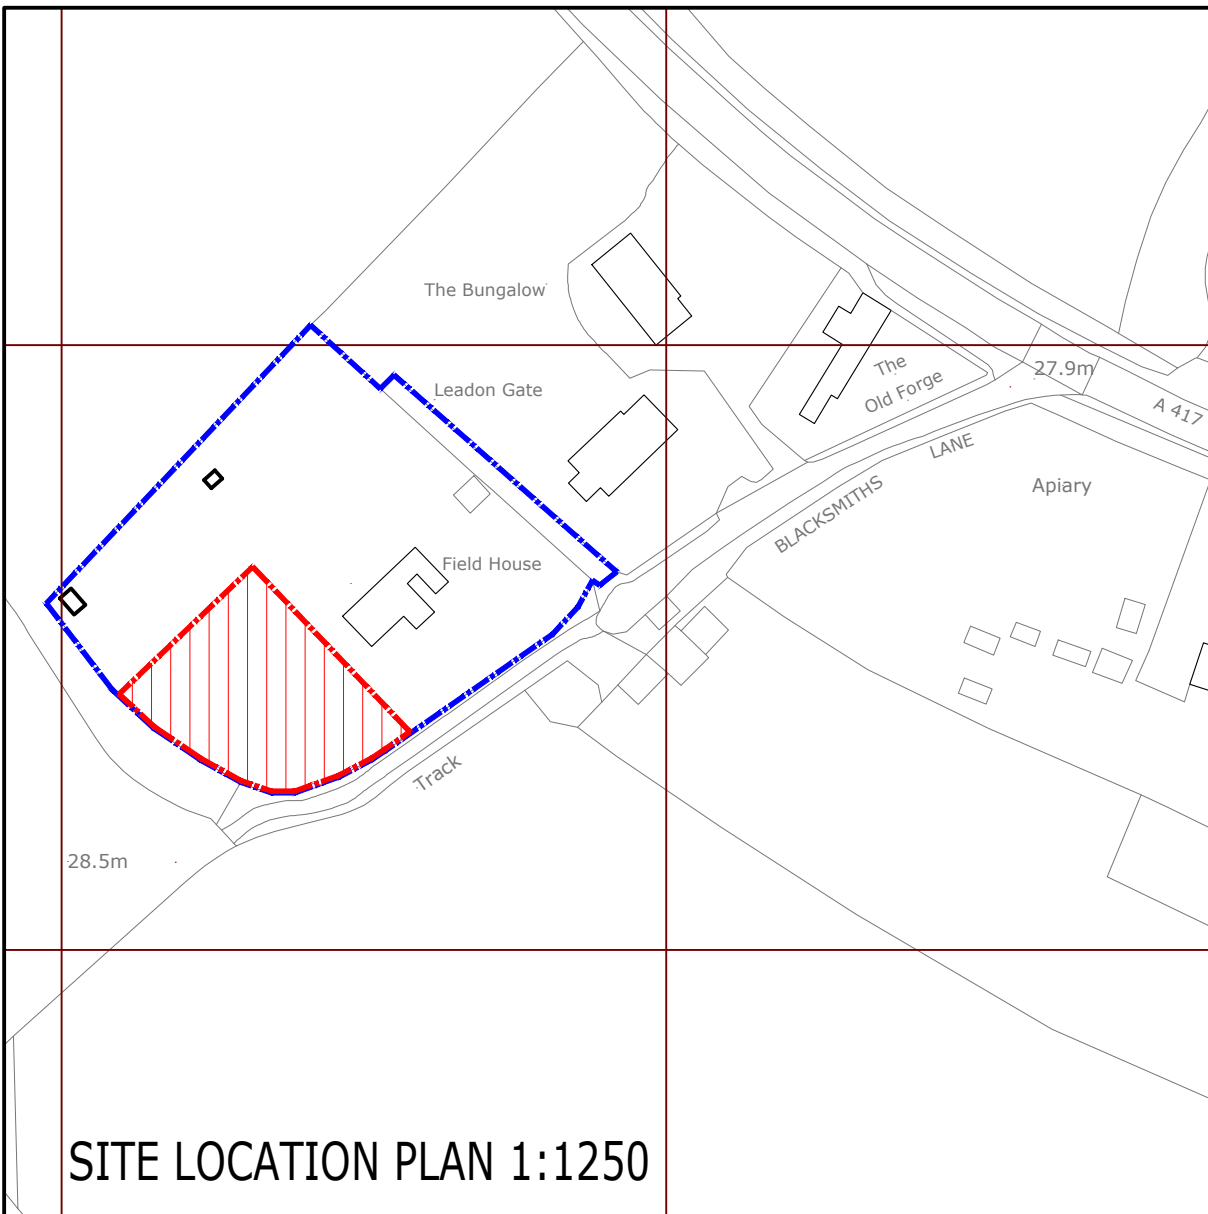 The Bungalow
Leadon Gate
The
Old Forge
27.9m
A 417
LANE
BLACKSMITHS
Apiary
Field House
Track
28.5m
SITE LOCATION PLAN 1:1250